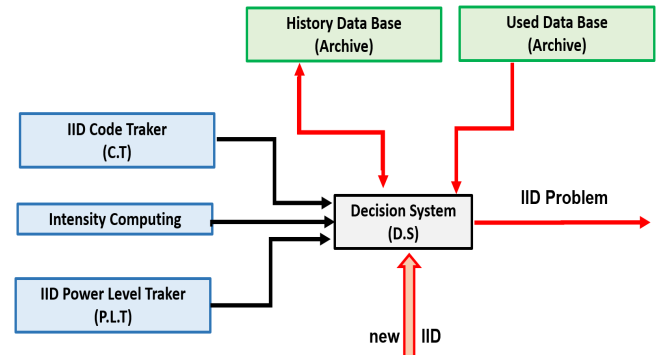 History Data Base
(Archive)
Used Data Base
(Archive)
IID Code Traker
(C.T)
Intensity Computing
IID Power Level Traker
(P.L.T)
Decision System
(D.S)
IID Problem
new IID